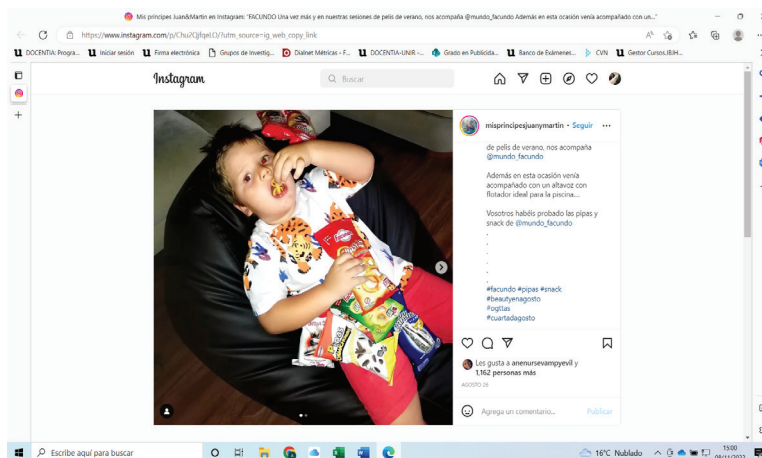 Mis príncipes Juan&Martín en Instagram: "FACUNDO Una vez más y en nuestras sesiones de pelis de verano, nos acompaña @mundo_facundo Además en esta ocasión venía acompañado con un..."
https://www.instagram.com/p/Chu2QjfqeLO/?utm_source=ig_web_copy_link
DOCENTIA: Progra... Iniciar sesión Firma electrónica Grupos de Investig... Dialnet Métricas - F... DOCENTIA-UNIR -... Grado en Publicida... Banco de Exámenes... CVN Gestor Cursos.IBJH...
Instagram
Buscar
misprincipesjuanymartin • Seguir
de pelis de verano, nos acompaña
@mundo_facundo
Además en esta ocasión venía
acompañado con un altavoz con
flotador ideal para la piscina....
Vosotros habéis probado las pipas y
snack de @mundo_facundo
.
.
.
.
.
#facundo #pipas #snack
#beautyenagosto
#ogttas
#cuartadagosto
Les gusta a anenursevampyevil y
1,162 personas más
AGOSTO 26
Agrega un comentario...
Publicar
Escribe aquí para buscar
16°C Nublado
15:00
09/11/2022